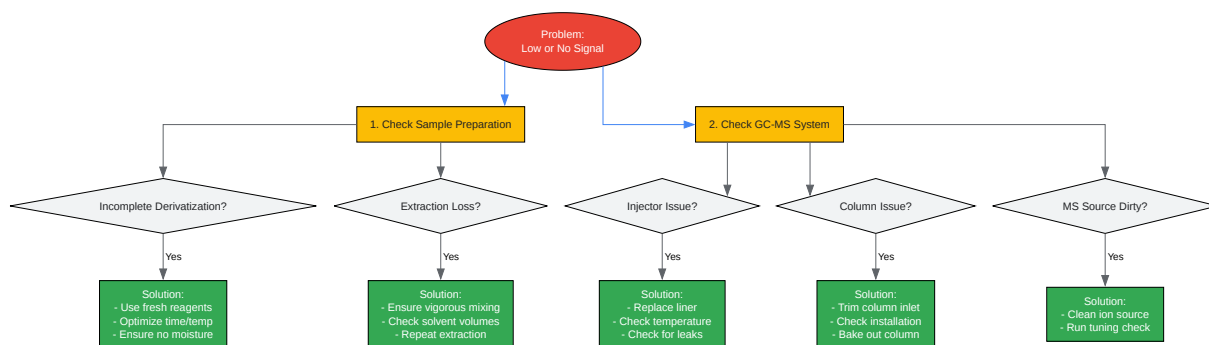 Problem:
Low or No Signal
1. Check Sample Preparation
2. Check GC-MS System
Incomplete Derivatization?
Extraction Loss?
Injector Issue?
Column Issue?
MS Source Dirty?
Yes
Yes
Yes
Yes
Yes
Solution:
- Use fresh reagents
- Optimize time/temp
- Ensure no moisture
Solution:
- Ensure vigorous mixing
- Check solvent volumes
- Repeat extraction
Solution:
- Replace liner
- Check temperature
- Check for leaks
Solution:
- Trim column inlet
- Check installation
- Bake out column
Solution:
- Clean ion source
- Run tuning check